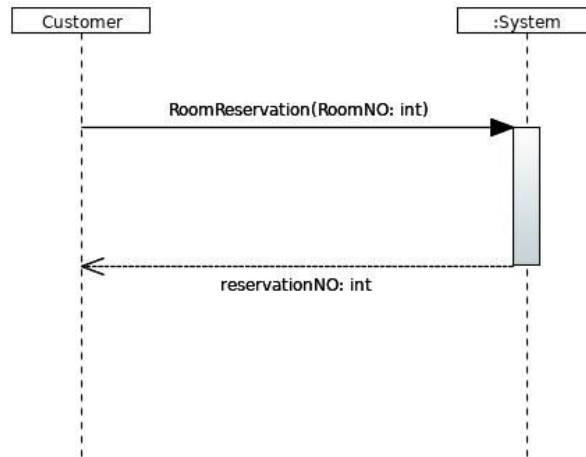 Customer
:System
RoomReservation(RoomNO: int)
reservationNO: int